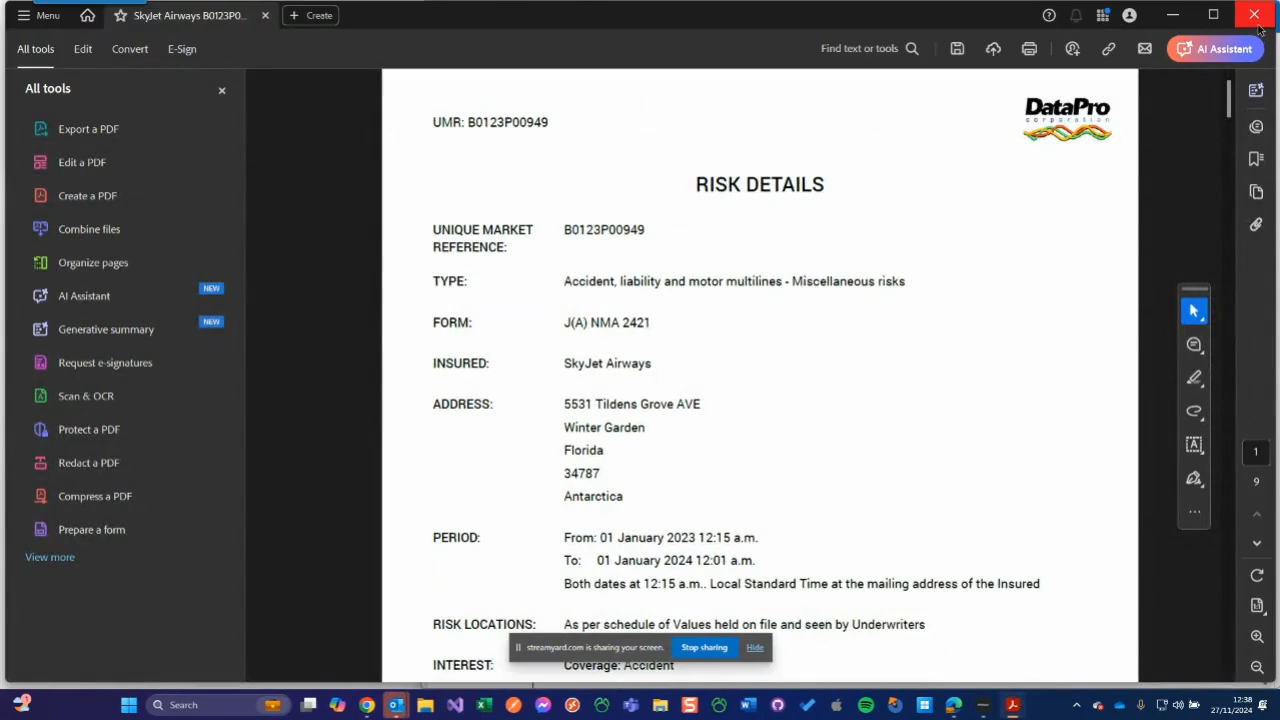 Menu
SkyJet Airways B0123P0...
Create
All tools
Edit
Convert
E-Sign
Find text or tools
AI Assistant
All tools
Export a PDF
Edit a PDF
Create a PDF
Combine files
Organize pages
AI Assistant
NEW
Generative summary
NEW
Request e-signatures
Scan & OCR
Protect a PDF
Redact a PDF
Compress a PDF
Prepare a form
View more
UMR: B0123P00949
DataPro
corporation
RISK DETAILS
UNIQUE MARKET REFERENCE: B0123P00949
TYPE: Accident, liability and motor multilines - Miscellaneous risks
FORM: J(A) NMA 2421
INSURED: SkyJet Airways
ADDRESS: 5531 Tildens Grove AVE
Winter Garden
Florida
34787
Antarctica
PERIOD: From: 01 January 2023 12:15 a.m.
To: 01 January 2024 12:01 a.m.
Both dates at 12:15 a.m.. Local Standard Time at the mailing address of the Insured
RISK LOCATIONS: As per schedule of Values held on file and seen by Underwriters
streamyard.com is sharing your screen.
Stop sharing
Hide
INTEREST: Coverage: Accident
1
9
Search
12:38
27/11/2024